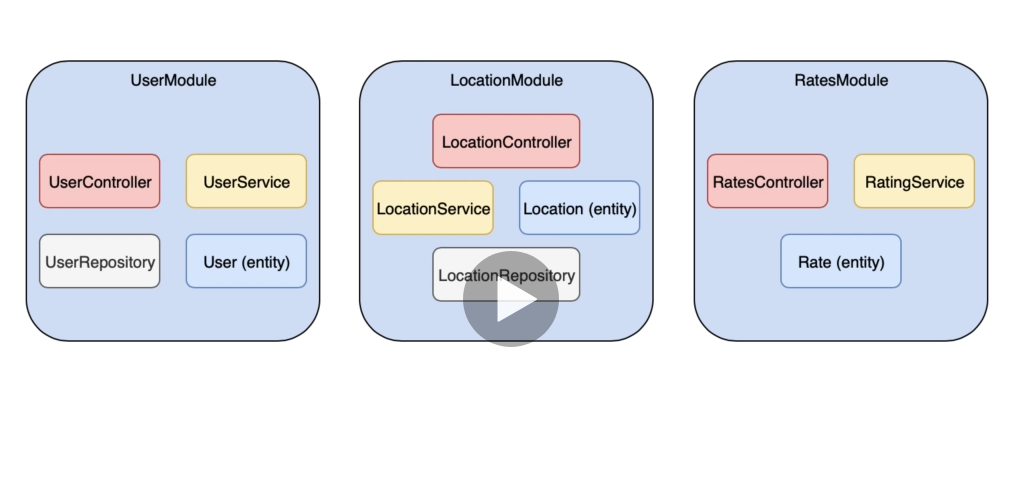 UserModule
UserController
UserService
UserRepository
User (entity)
LocationModule
LocationController
LocationService
Location (entity)
LocationRepository
RatesModule
RatesController
RatingService
Rate (entity)